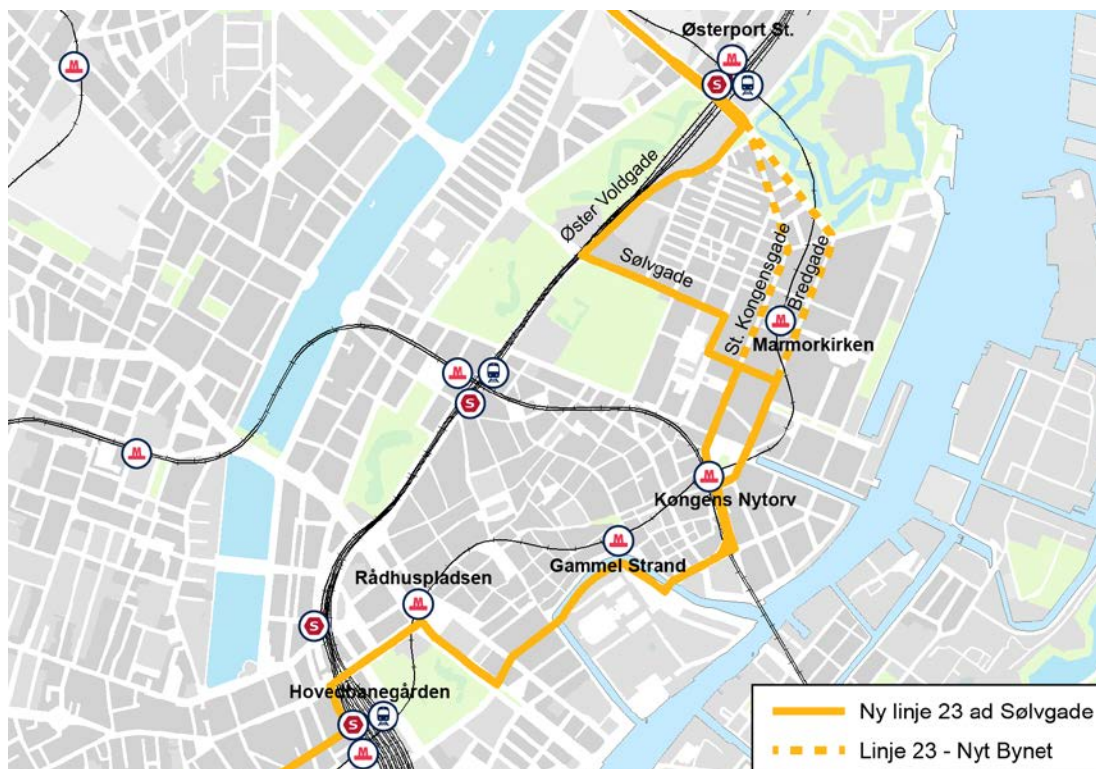 Østerport St.
Øster Voldgade
Sølvgade
St. Kongensgade
Bredgade
Marmorkirken
Kongens Nytorv
Gammel Strand
Rådhuspladsen
Hovedbanegården
Ny linje 23 ad Sølvgade
Linje 23 - Nyt Bynet
M
S
M
M
M
S
M
M
M
M
S
S
M